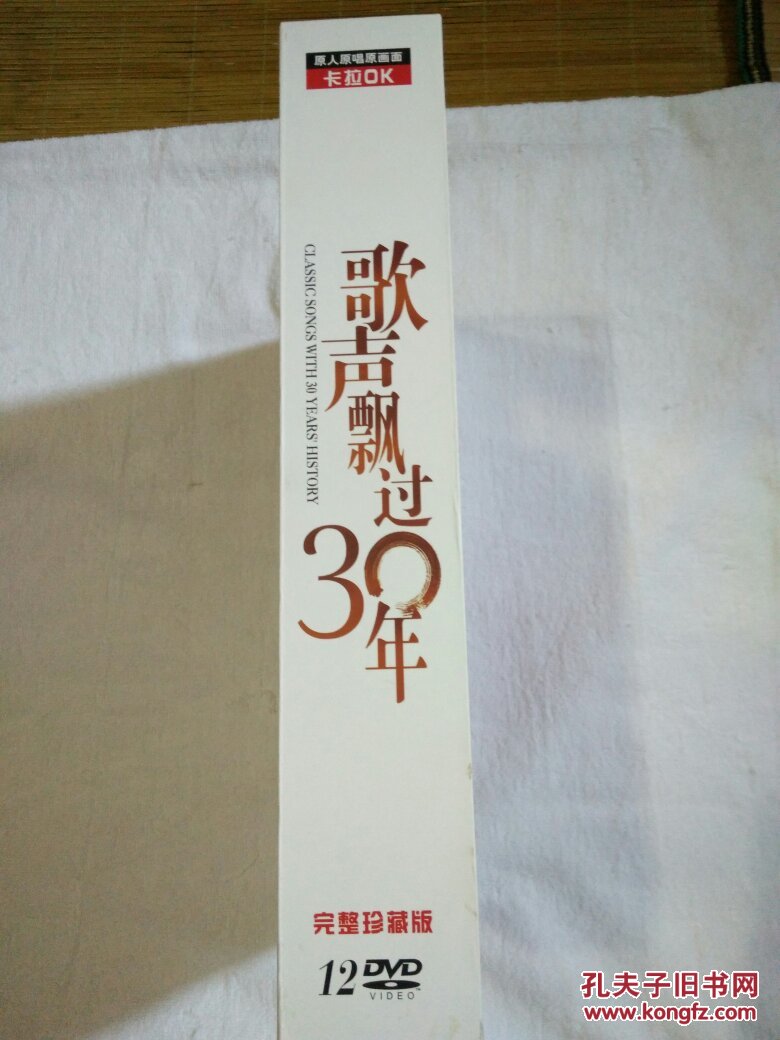 原人原唱原画面
卡拉OK
歌声飘过30年
CLASSIC SONGS WITH 30 YEARS' HISTORY
完整珍藏版
12 DVD
VIDEO™
孔夫子旧书网
www.kongfz.com